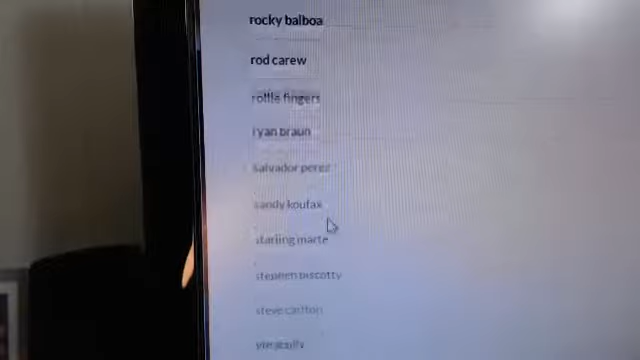 rocky balboa
rod carew
rollie fingers
ryan braun
salvador perez
sandy koufax
starling marte
stephen piscotty
steve carlton